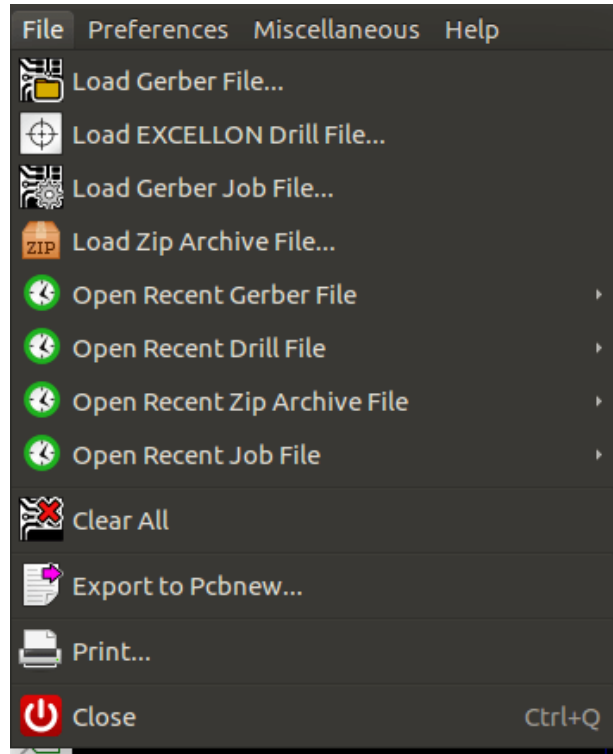 File Preferences Miscellaneous Help
Load Gerber File...
Load EXCELLON Drill File...
Load Gerber Job File...
ZIP Load Zip Archive File...
Open Recent Gerber File
Open Recent Drill File
Open Recent Zip Archive File
Open Recent Job File
Clear All
Export to Pcbnew...
Print...
Close Ctrl+Q